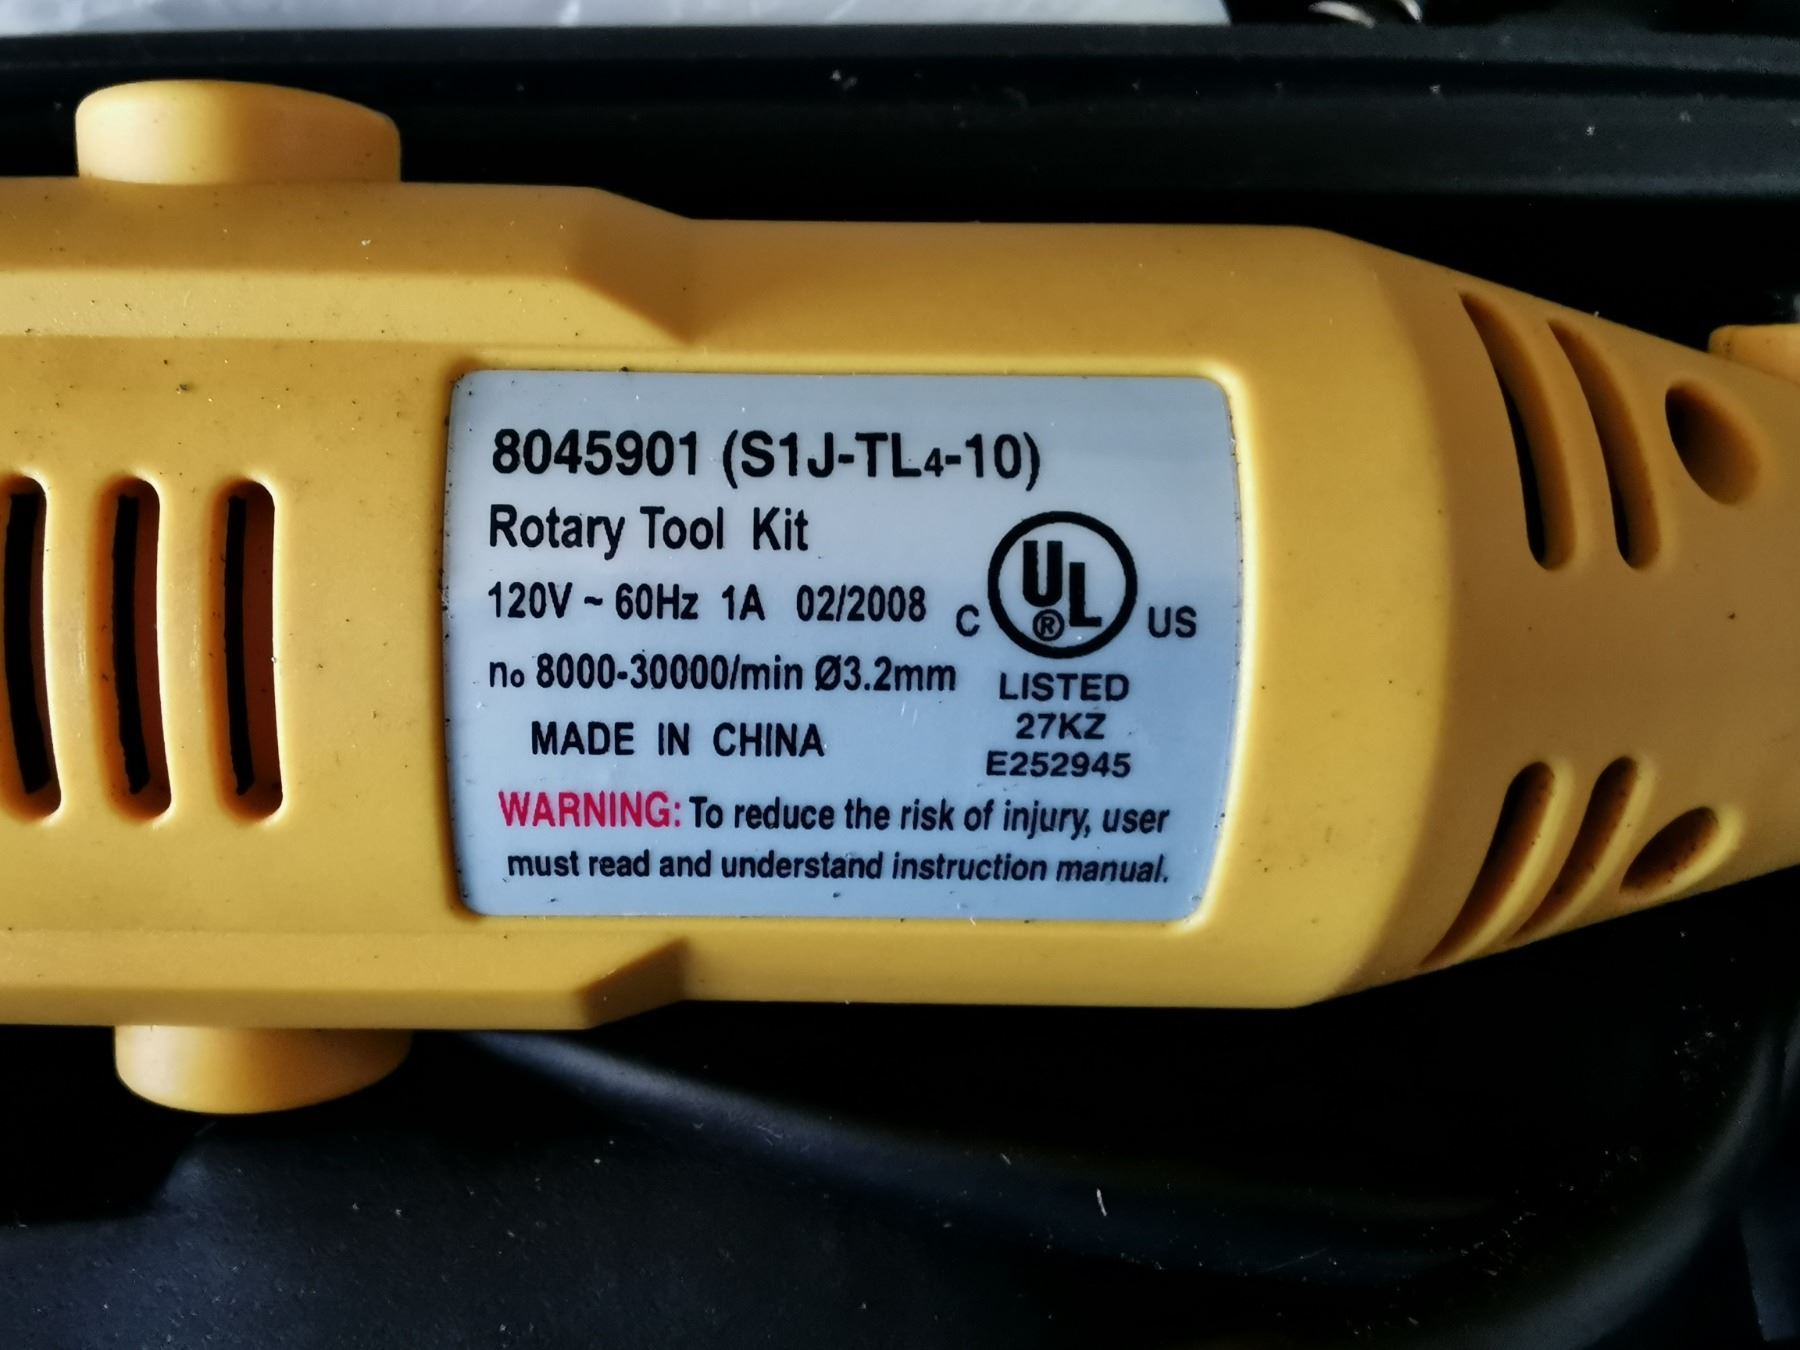 8045901 (S1J-TL4-10)
Rotary Tool Kit
120V ~ 60Hz 1A 02/2008
n₀ 8000-30000/min Ø3.2mm
MADE IN CHINA
C UL® US
LISTED
27KZ
E252945
WARNING: To reduce the risk of injury, user
must read and understand instruction manual.